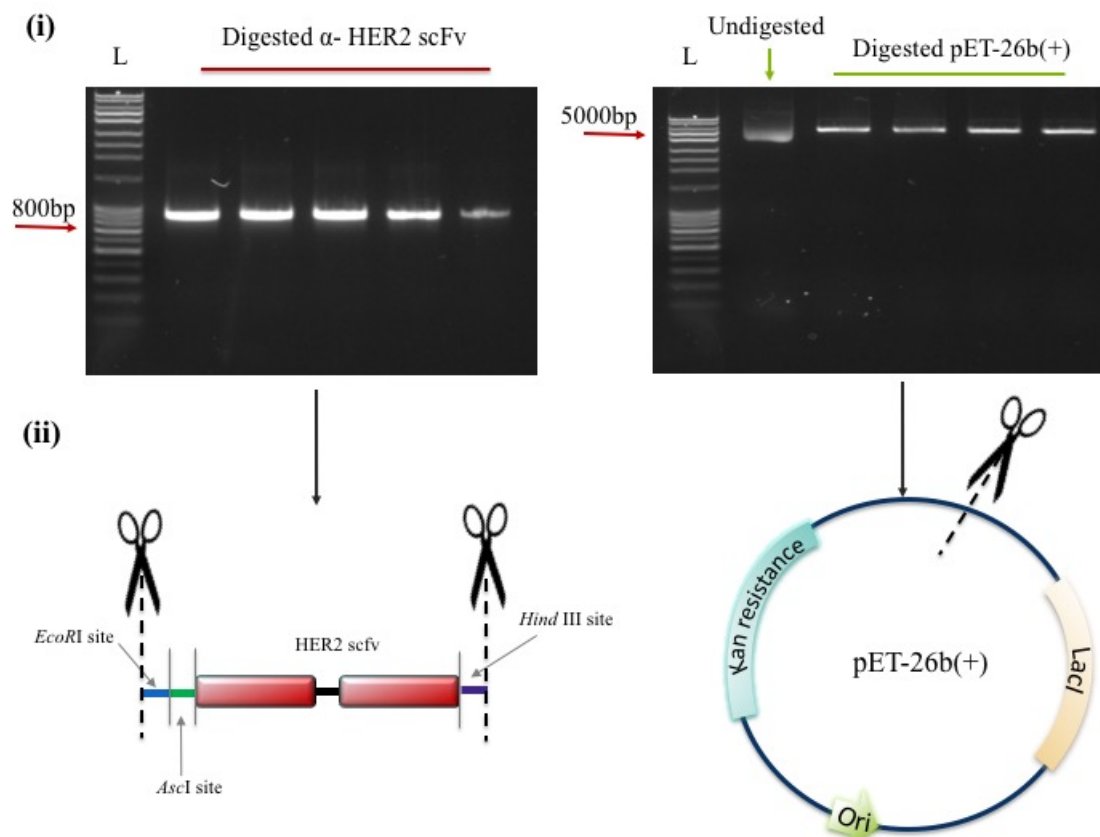 (i)
L
Digested α- HER2 scFv
800bp
L
Undigested
Digested pET-26b(+)
5000bp
(ii)
EcoRI site
HER2 scfv
Hind III site
AscI site
Kan resistance
LacI
pET-26b(+)
Ori